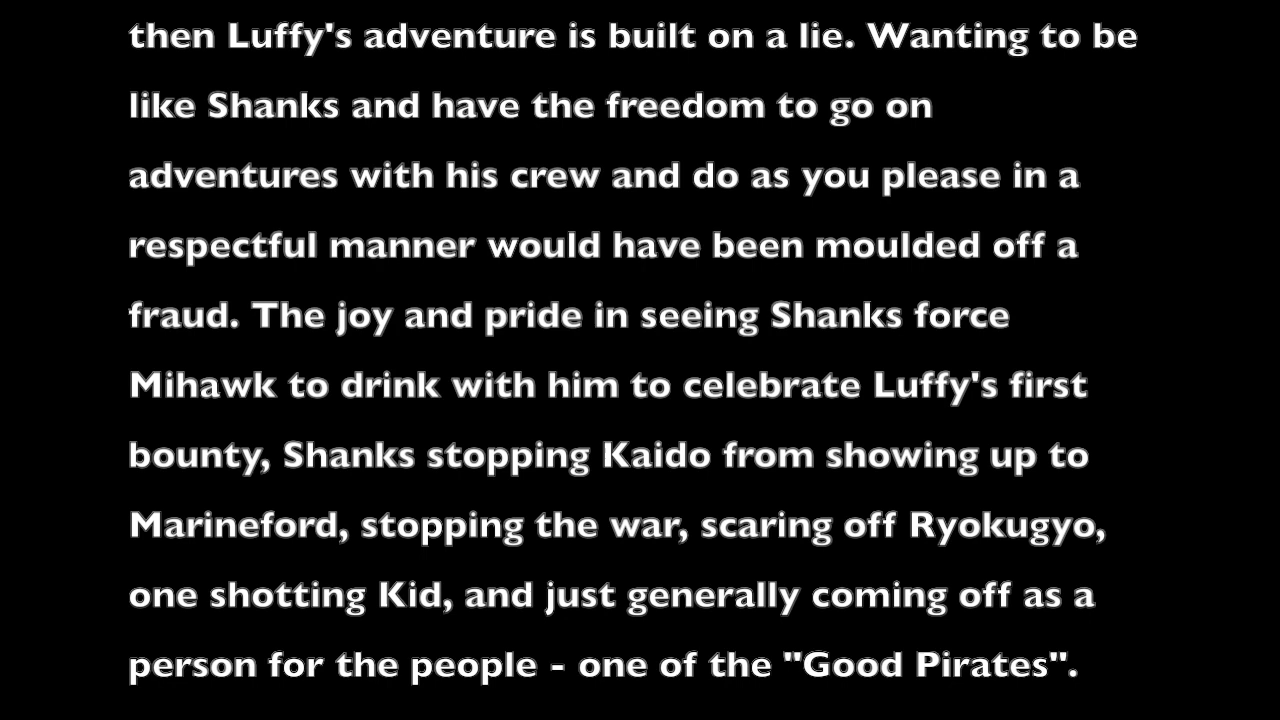 then Luffy's adventure is built on a lie. Wanting to be
like Shanks and have the freedom to go on
adventures with his crew and do as you please in a
respectful manner would have been moulded off a
fraud. The joy and pride in seeing Shanks force
Mihawk to drink with him to celebrate Luffy's first
bounty, Shanks stopping Kaido from showing up to
Marineford, stopping the war, scaring off Ryokugyo,
one shotting Kid, and just generally coming off as a
person for the people - one of the "Good Pirates".